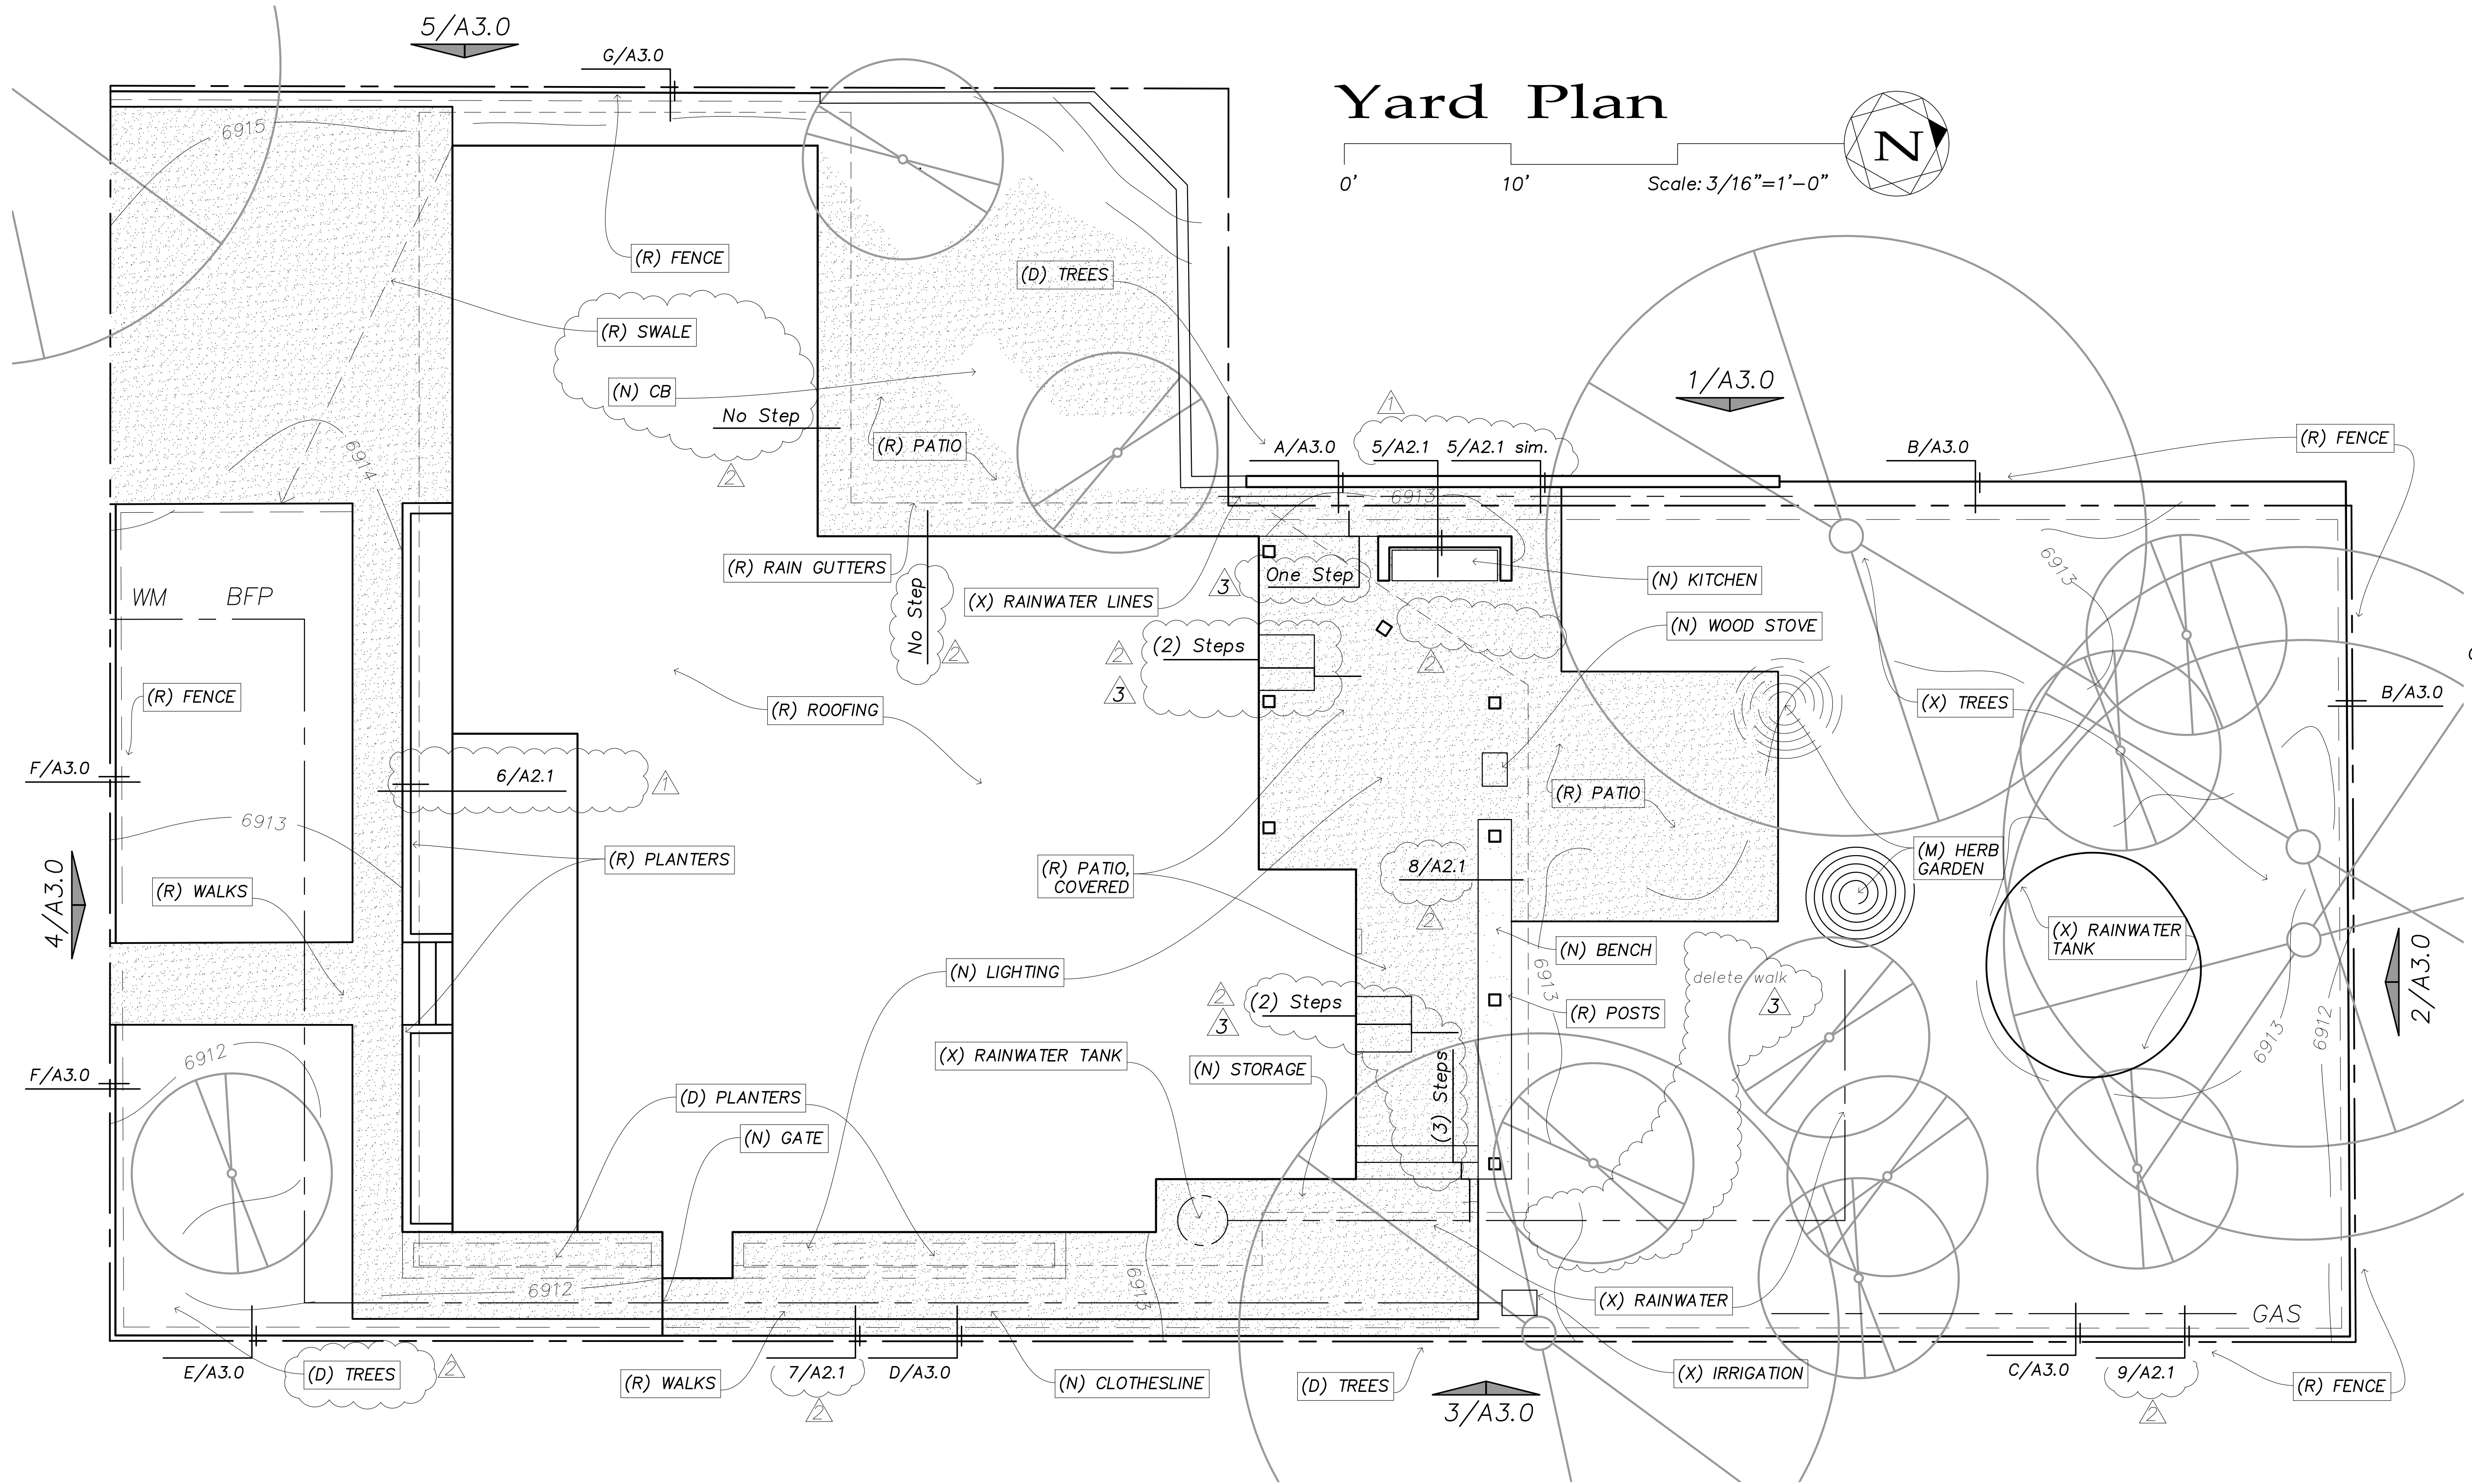 5/A3.0
G/A3.0
Yard Plan
N
0' 10' Scale: 3/16"=1'-0"
6915
(R) FENCE
(D) TREES
(R) SWALE
1/A3.0
(N) CB
No Step
2
1
(R) PATIO
A/A3.0
5/A2.1
5/A2.1 sim.
B/A3.0
(R) FENCE
6914
6913
(R) RAIN GUTTERS
No Step
2
3
One Step
(N) KITCHEN
6913
WM
BFP
(X) RAINWATER LINES
(N) WOOD STOVE
2
3
(2) Steps
2
(R) FENCE
(R) ROOFING
(X) TREES
B/A3.0
F/A3.0
6/A2.1
1
(R) PATIO
6913
(R) PLANTERS
(R) PATIO,
COVERED
8/A2.1
2
(M) HERB
GARDEN
4/A3.0
(R) WALKS
(N) BENCH
(X) RAINWATER
TANK
(N) LIGHTING
6913
delete walk
3
2
3
(2) Steps
(R) POSTS
2/A3.0
6912
(X) RAINWATER TANK
(N) STORAGE
6913
6912
F/A3.0
(D) PLANTERS
(3) Steps
(N) GATE
6912
6913
(X) RAINWATER
GAS
E/A3.0
(D) TREES
2
(R) WALKS
7/A2.1
2
D/A3.0
(N) CLOTHESLINE
(D) TREES
3/A3.0
(X) IRRIGATION
C/A3.0
9/A2.1
2
(R) FENCE